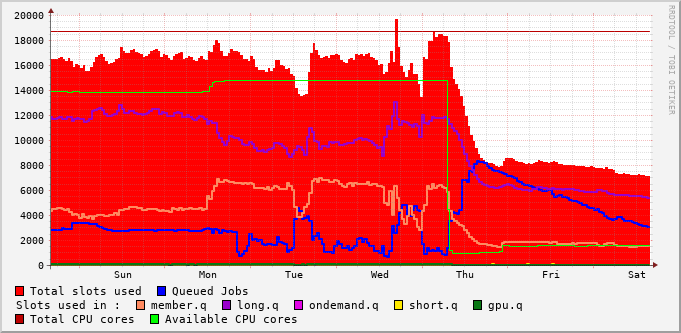 20000
18000
16000
14000
12000
10000
8000
6000
4000
2000
0
Sun Mon Tue Wed Thu Fri Sat
Total slots used Queued Jobs
Slots used in : member.q long.q ondemand.q short.q gpu.q
Total CPU cores Available CPU cores
RRDTOOL / TOBI OETIKER